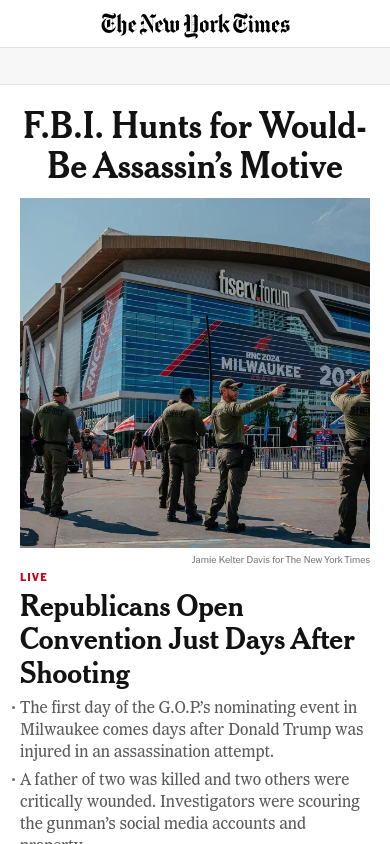 The New York Times
F.B.I. Hunts for Would-
Be Assassin’s Motive
fiserv.forum
RNC2024
RNC 2024
MILWAUKEE
202
Jamie Kelter Davis for The New York Times
LIVE
Republicans Open
Convention Just Days After
Shooting
· The first day of the G.O.P.’s nominating event in
Milwaukee comes days after Donald Trump was
injured in an assassination attempt.
· A father of two was killed and two others were
critically wounded. Investigators were scouring
the gunman’s social media accounts and